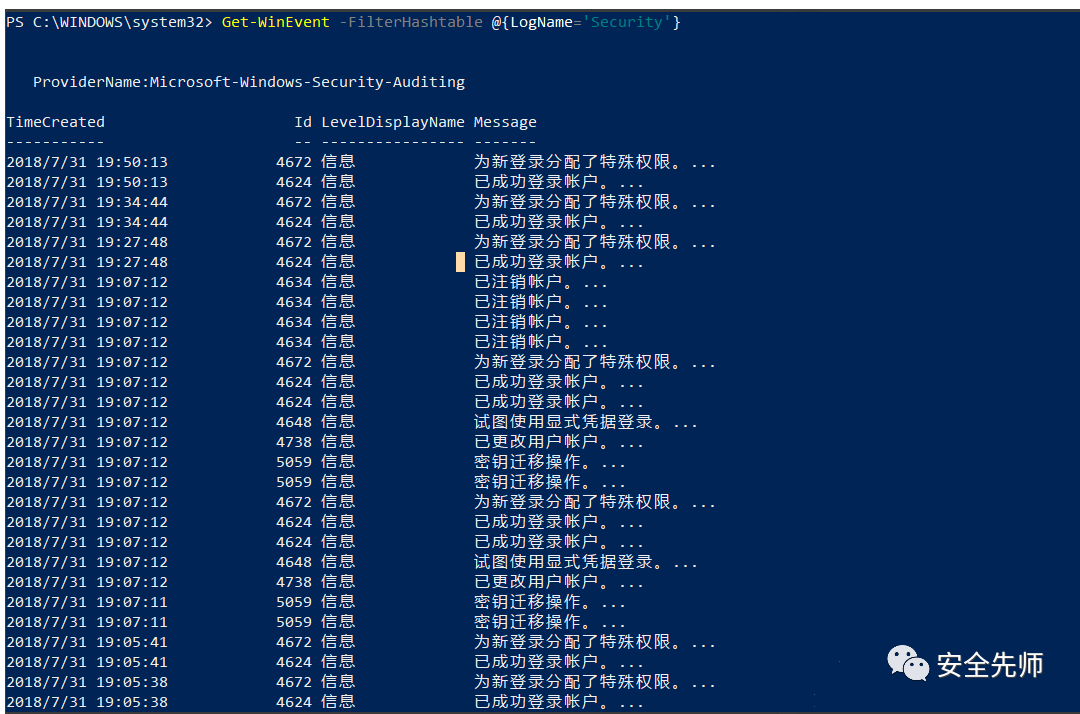 PS C:\WINDOWS\system32> Get-WinEvent -FilterHashtable @{LogName='Security'}
ProviderName:Microsoft-Windows-Security-Auditing
TimeCreated Id LevelDisplayName Message
----------- -- ---------------- -------
2018/7/31 19:50:13 4672 信息 为新登录分配了特殊权限。...
2018/7/31 19:50:13 4624 信息 已成功登录帐户。...
2018/7/31 19:34:44 4672 信息 为新登录分配了特殊权限。...
2018/7/31 19:34:44 4624 信息 已成功登录帐户。...
2018/7/31 19:27:48 4672 信息 为新登录分配了特殊权限。...
2018/7/31 19:27:48 4624 信息 已成功登录帐户。...
2018/7/31 19:07:12 4634 信息 已注销帐户。...
2018/7/31 19:07:12 4634 信息 已注销帐户。...
2018/7/31 19:07:12 4634 信息 已注销帐户。...
2018/7/31 19:07:12 4634 信息 已注销帐户。...
2018/7/31 19:07:12 4672 信息 为新登录分配了特殊权限。...
2018/7/31 19:07:12 4624 信息 已成功登录帐户。...
2018/7/31 19:07:12 4624 信息 已成功登录帐户。...
2018/7/31 19:07:12 4648 信息 试图使用显式凭据登录。...
2018/7/31 19:07:12 4738 信息 已更改用户帐户。...
2018/7/31 19:07:12 5059 信息 密钥迁移操作。...
2018/7/31 19:07:12 5059 信息 密钥迁移操作。...
2018/7/31 19:07:12 4672 信息 为新登录分配了特殊权限。...
2018/7/31 19:07:12 4624 信息 已成功登录帐户。...
2018/7/31 19:07:12 4624 信息 已成功登录帐户。...
2018/7/31 19:07:12 4648 信息 试图使用显式凭据登录。...
2018/7/31 19:07:12 4738 信息 已更改用户帐户。...
2018/7/31 19:07:11 5059 信息 密钥迁移操作。...
2018/7/31 19:07:11 5059 信息 密钥迁移操作。...
2018/7/31 19:05:41 4672 信息 为新登录分配了特殊权限。...
2018/7/31 19:05:41 4624 信息 已成功登录帐户。...
2018/7/31 19:05:38 4672 信息 为新登录分配了特殊权限。...
2018/7/31 19:05:38 4624 信息 已成功登录帐户。...
安全先师